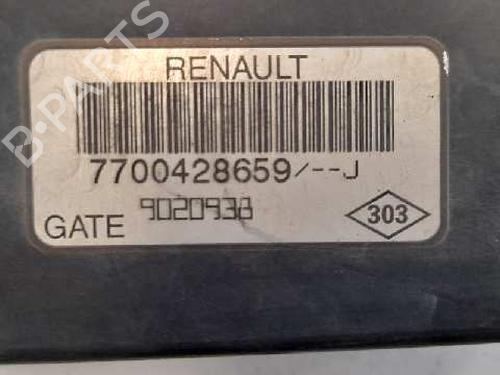 RENAULT
7700428659/--J
9020938
GATE
303
B-PARTS